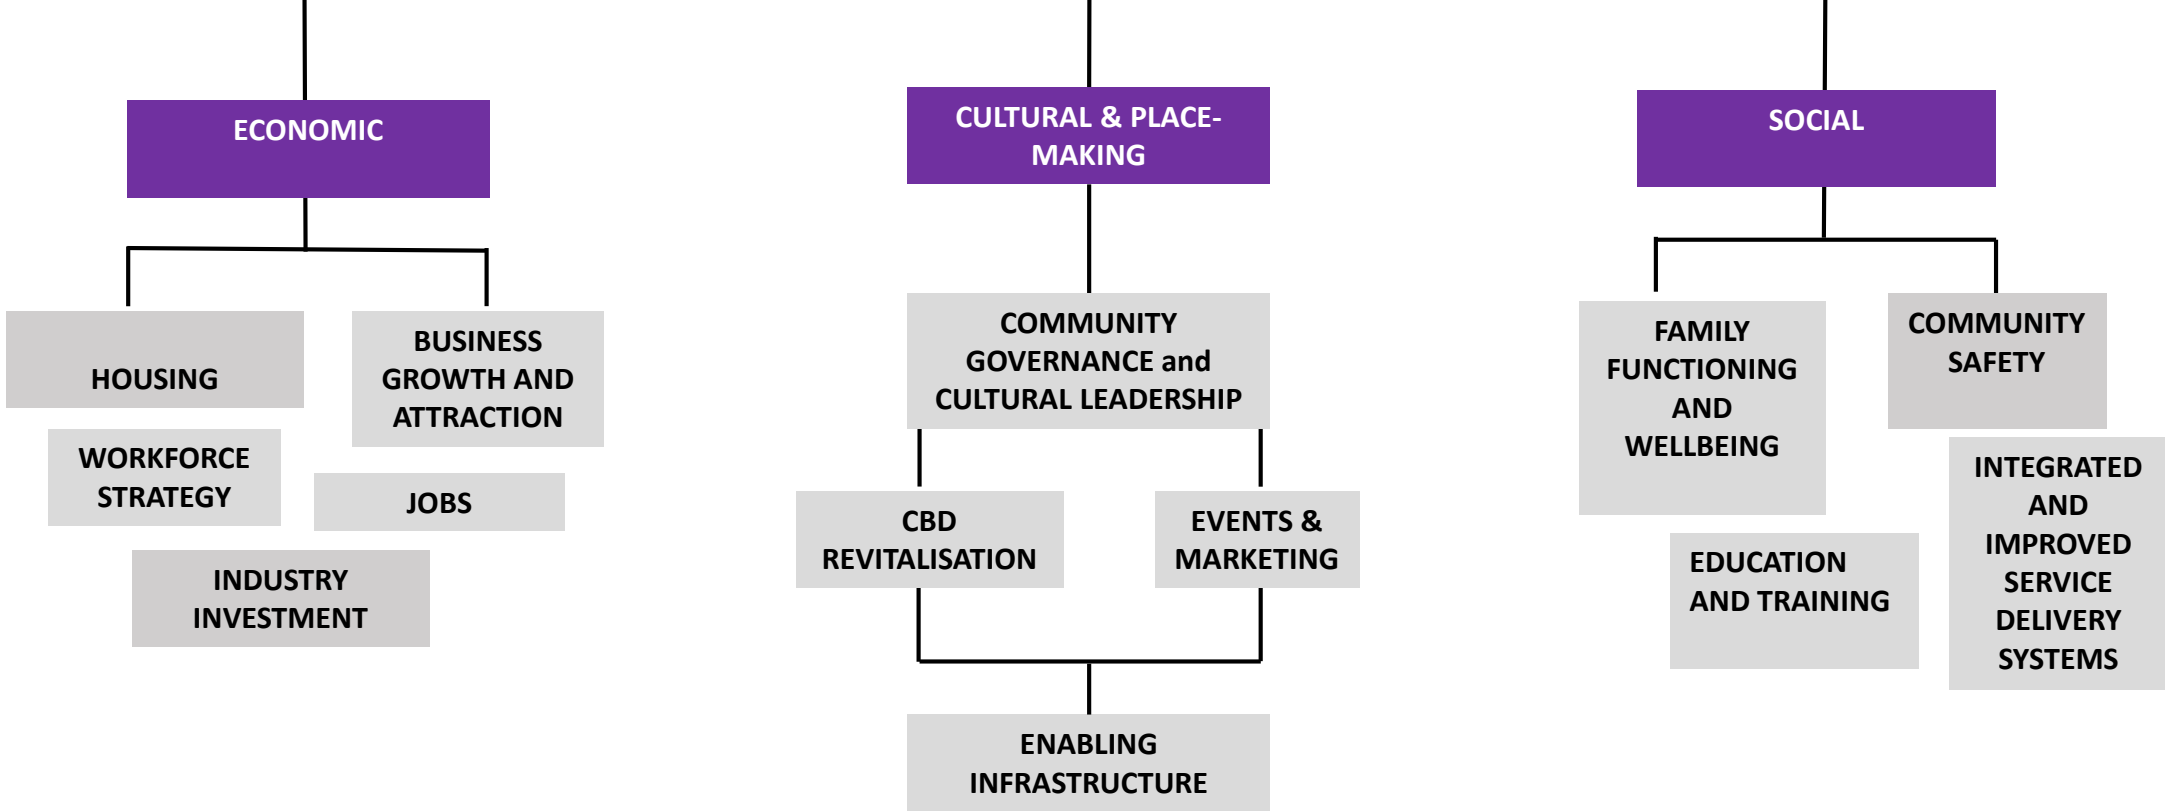 ECONOMIC
HOUSING
BUSINESS
GROWTH AND
ATTRACTION
WORKFORCE
STRATEGY
JOBS
INDUSTRY
INVESTMENT
CULTURAL & PLACE-
MAKING
COMMUNITY
GOVERNANCE and
CULTURAL LEADERSHIP
CBD
REVITALISATION
EVENTS &
MARKETING
ENABLING
INFRASTRUCTURE
SOCIAL
FAMILY
FUNCTIONING
AND
WELLBEING
COMMUNITY
SAFETY
EDUCATION
AND TRAINING
INTEGRATED
AND
IMPROVED
SERVICE
DELIVERY
SYSTEMS